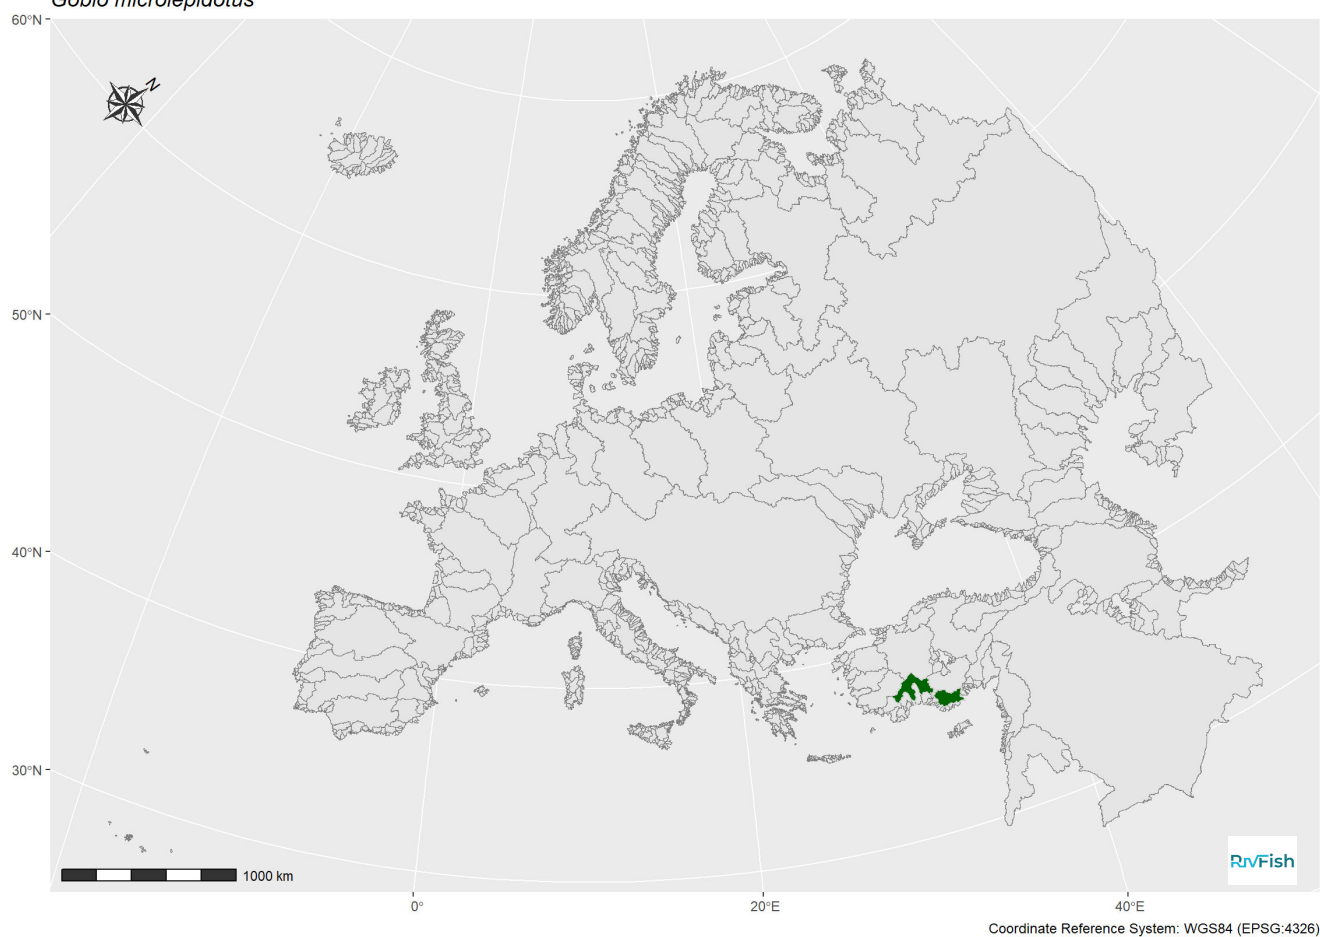 Gobio microlepidotus
60°N
N
50°N
40°N
30°N
1000 km
RivFish
0°
20°E
40°E
Coordinate Reference System: WGS84 (EPSG:4326)